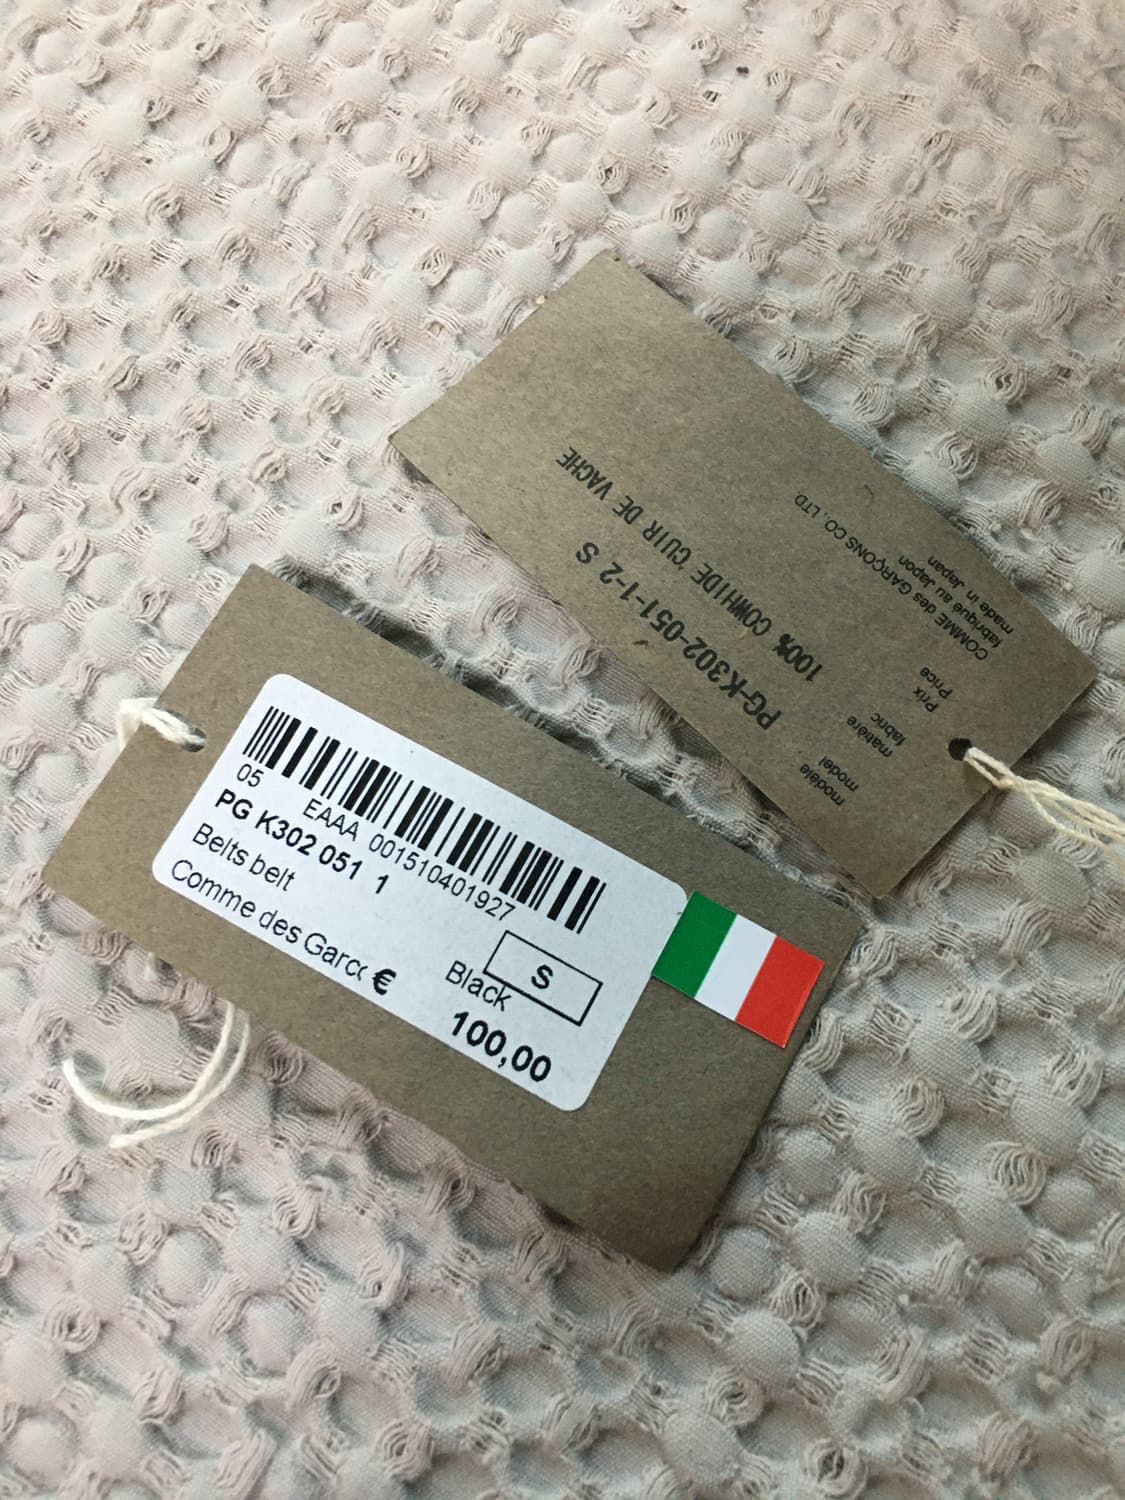 05 EAAA 001510401927
PG K302 051 1
Belts belt
Comme des Garc €
Black
S
100,00
made in Japan
fabriqué au Japon
COMME des GARÇONS CO., LTD
Price
Prix
fabric
matière
100% COWHIDE CUIR DE VACHE
model
modèle
PG-K302-051-1-2 S